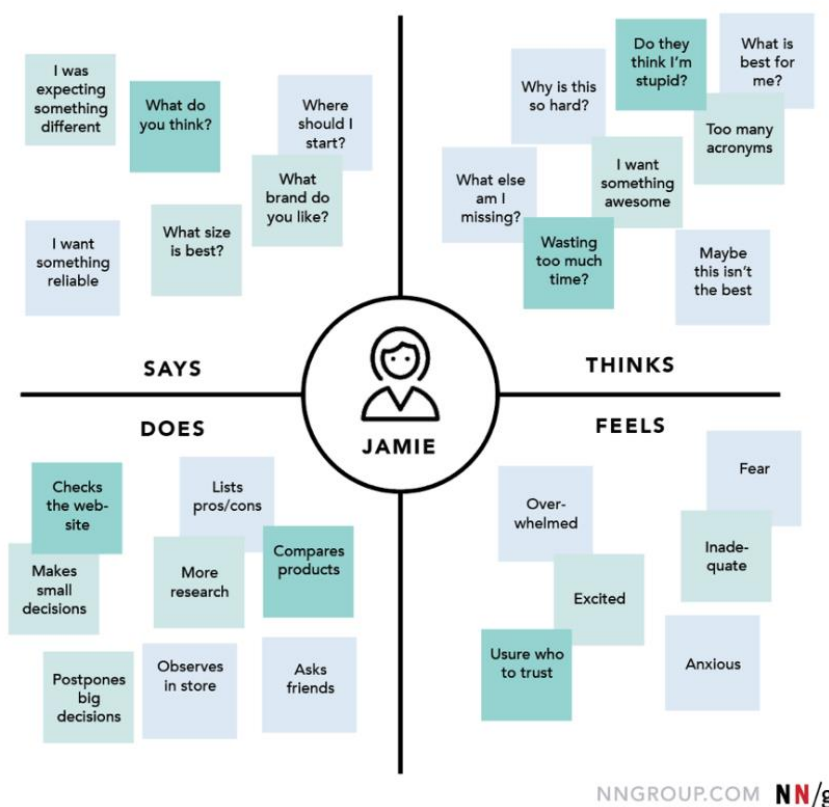 I was
expecting
something
different
What do
you think?
Where
should I
start?
What
brand do
you like?
What size
is best?
I want
something
reliable
SAYS
Do they
think I'm
stupid?
What is
best for
me?
Why is this
so hard?
Too many
acronyms
I want
something
awesome
What else
am I
missing?
Wasting
too much
time?
Maybe
this isn't
the best
THINKS
JAMIE
DOES
Checks
the web-
site
Lists
pros/cons
Compares
products
Makes
small
decisions
More
research
Postpones
big
decisions
Observes
in store
Asks
friends
FEELS
Fear
Over-
whelmed
Inade-
quate
Excited
Usure who
to trust
Anxious
NNGROUP.COM NN/g